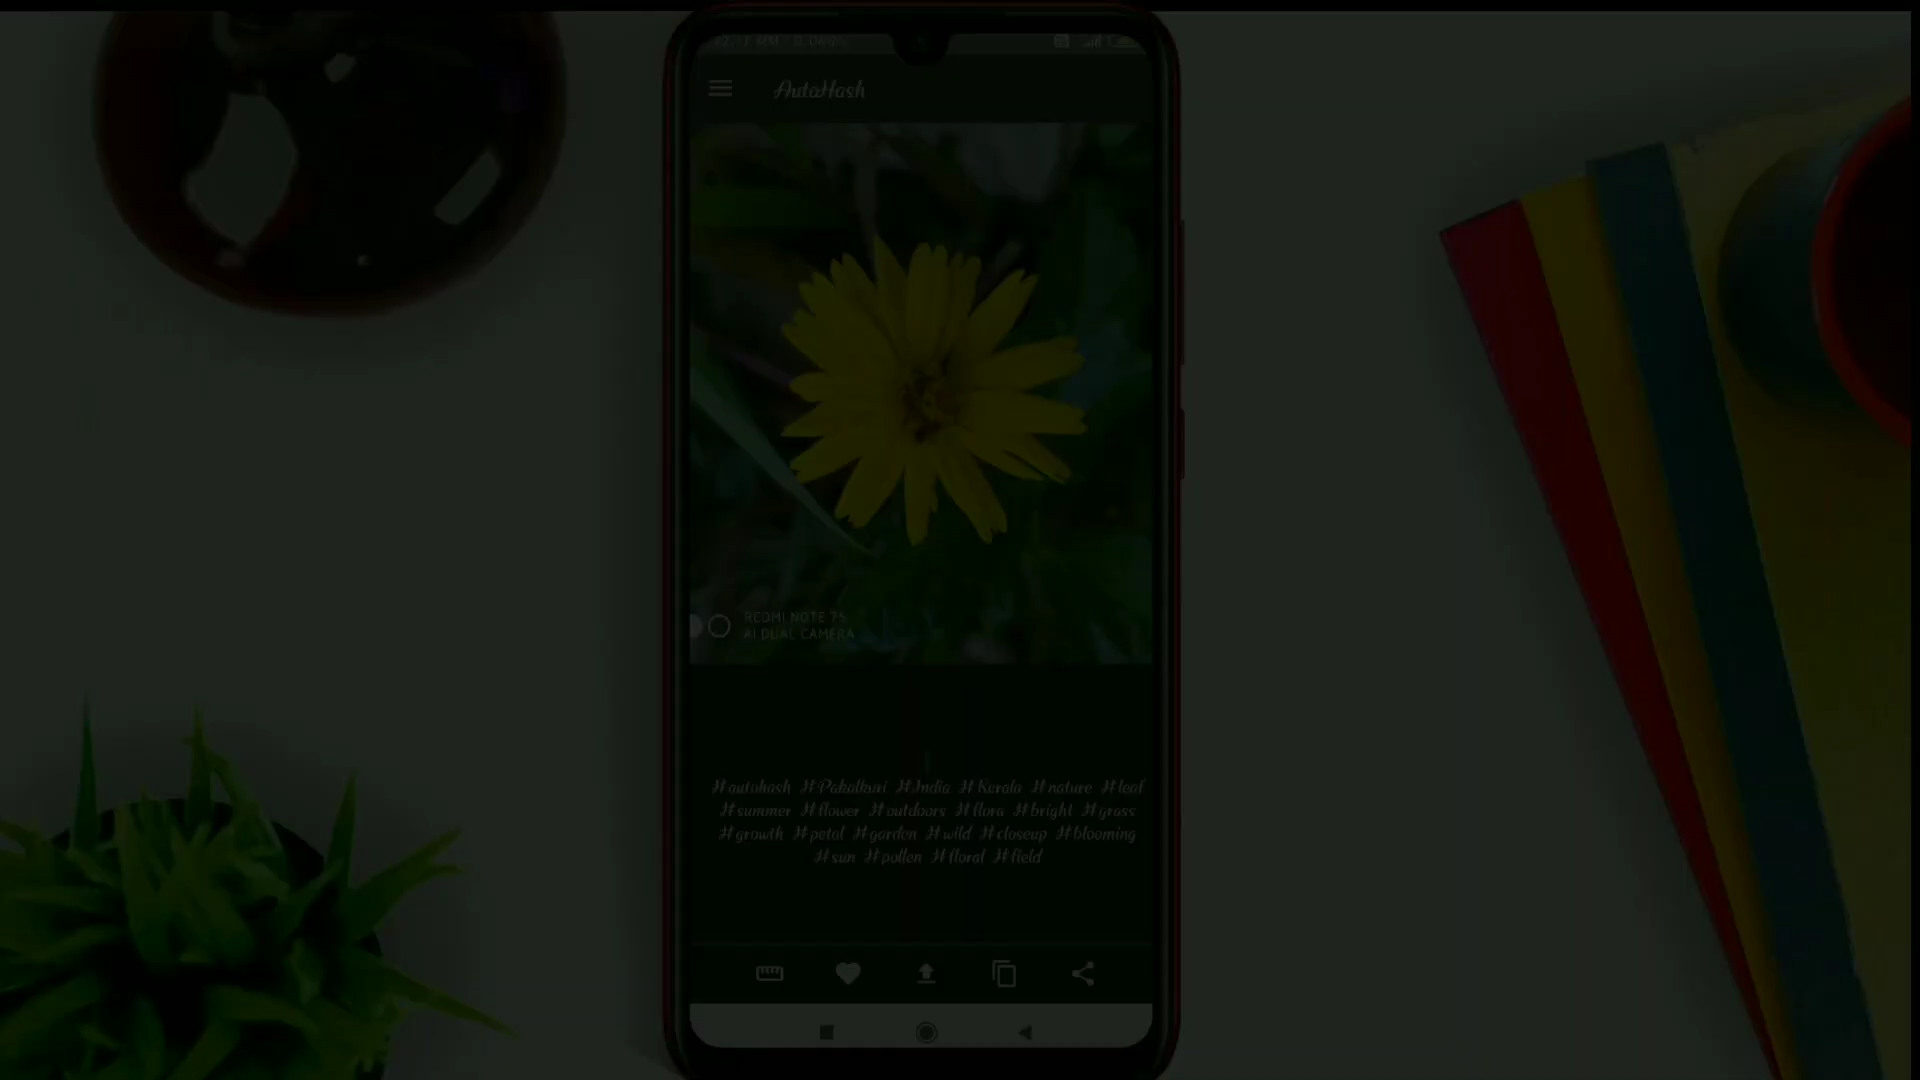 AutoHash
REDMI NOTE 7S
AI DUAL CAMERA
#autohash #Pakalkuri #India #Kerala #nature #leaf
#summer #flower #outdoors #flora #bright #grass
#growth #petal #garden #wild #closeup #blooming
#sun #pollen #floral #field